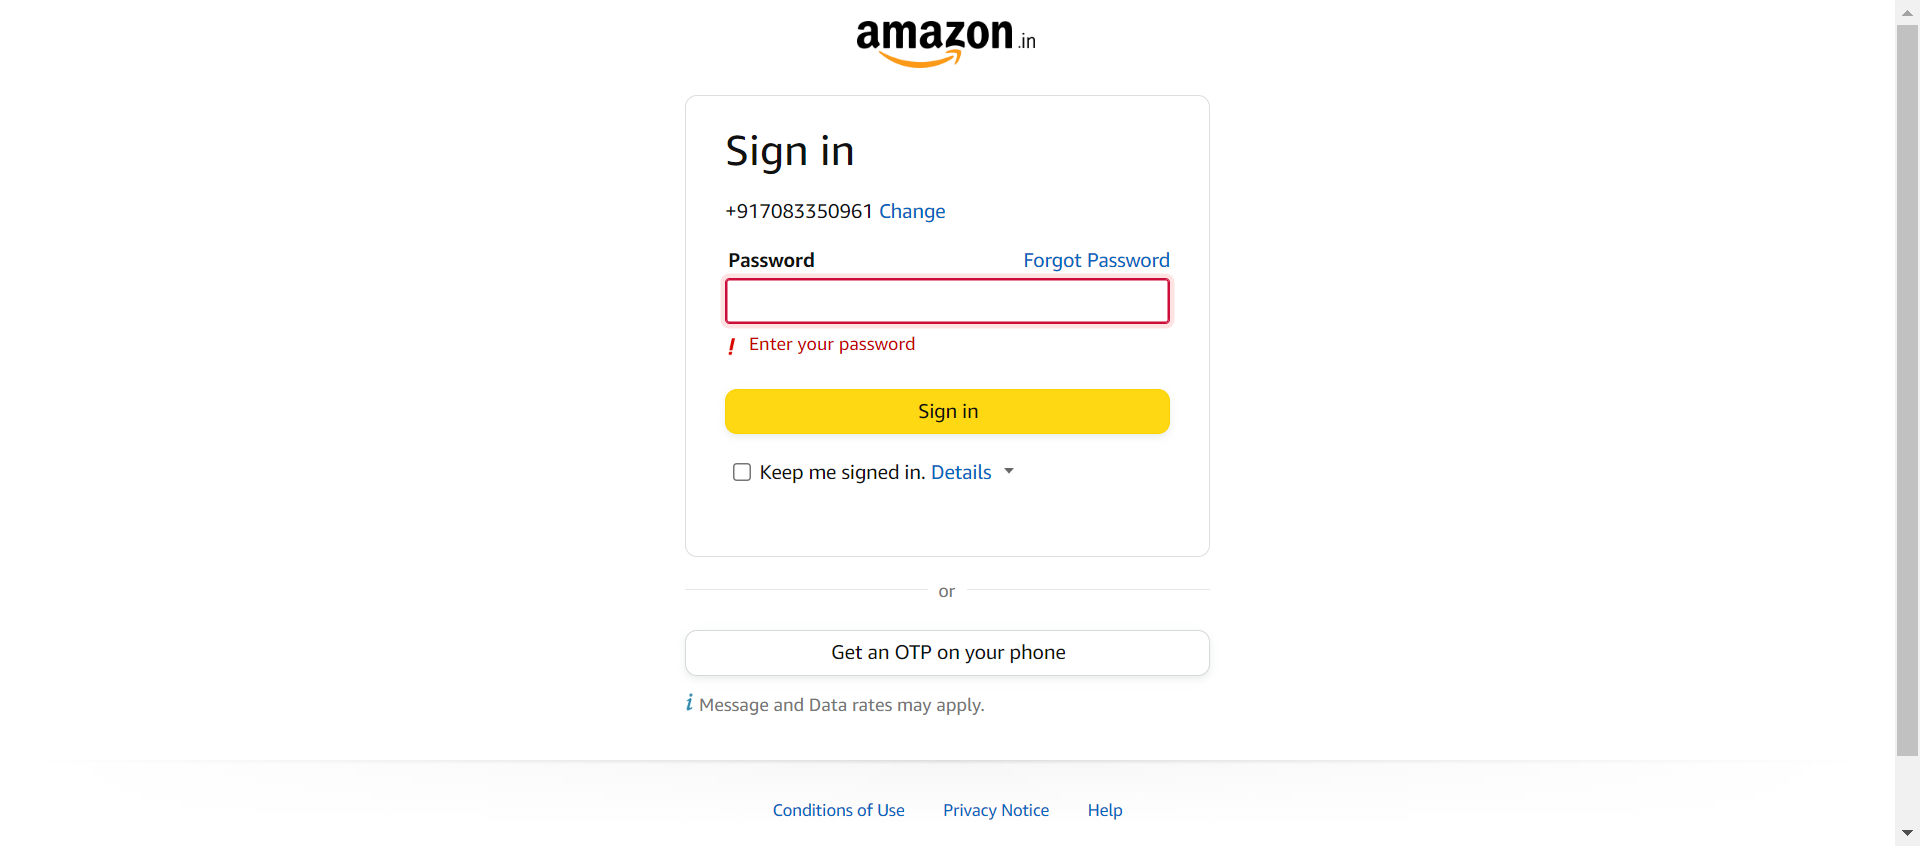 amazon.in
Sign in
+917083350961 Change
Password Forgot Password
! Enter your password
Sign in
Keep me signed in. Details
or
Get an OTP on your phone
i Message and Data rates may apply.
Conditions of Use Privacy Notice Help